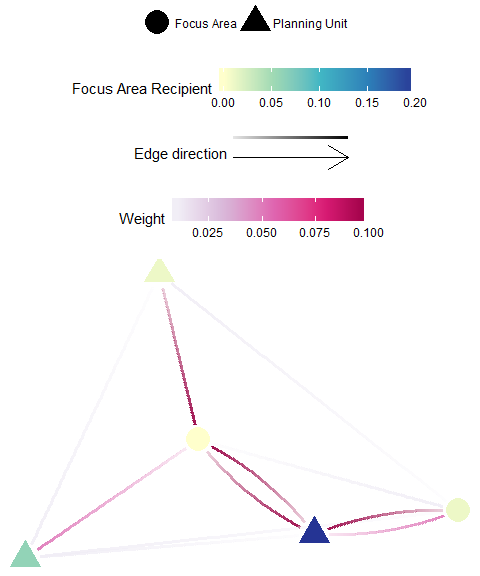 Focus Area Planning Unit
Focus Area Recipient
0.00 0.05 0.10 0.15 0.20
Edge direction
Weight
0.025 0.050 0.075 0.100